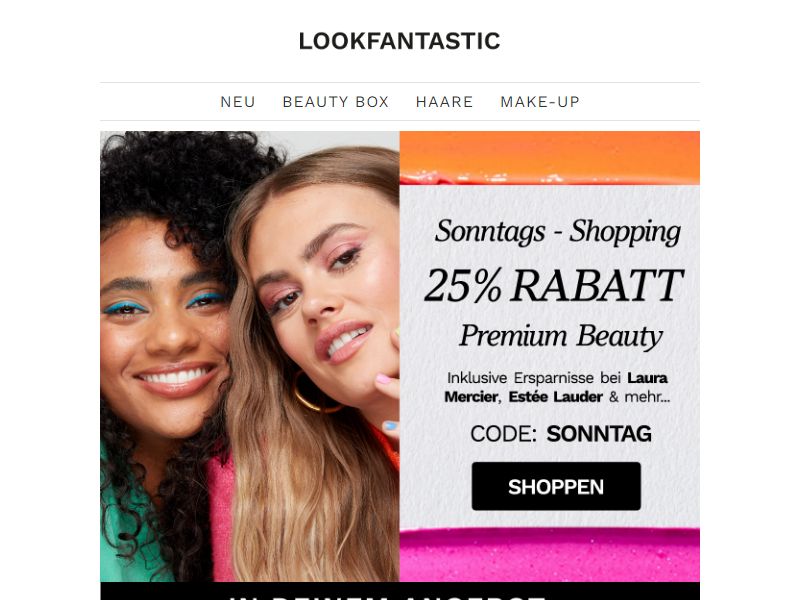 LOOKFANTASTIC
NEU BEAUTY BOX HAARE MAKE-UP
Sonntags - Shopping
25% RABATT
Premium Beauty
Inklusive Ersparnisse bei Laura
Mercier, Estée Lauder & mehr...
CODE: SONNTAG
SHOPPEN